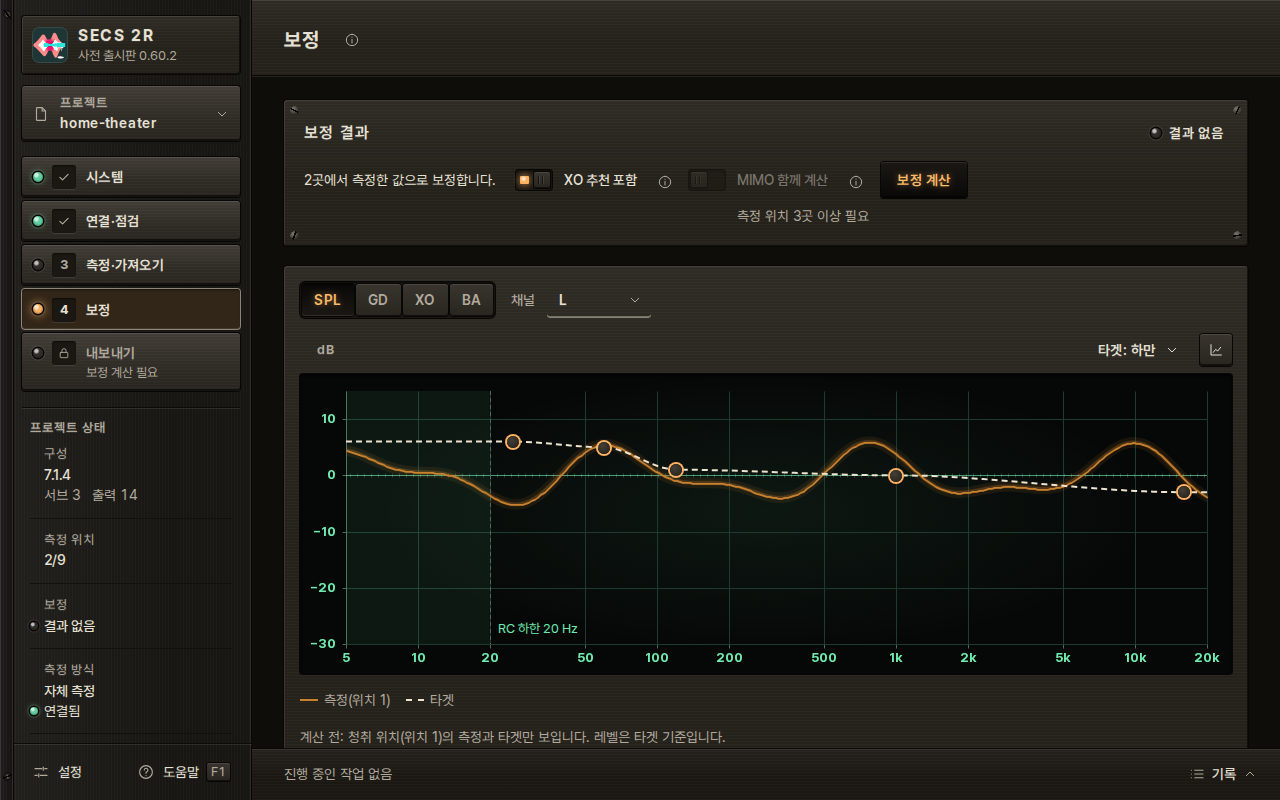 SECS 2R
사전 출시판 0.60.2
프로젝트
home-theater
시스템
연결·점검
3 측정·가져오기
4 보정
내보내기
보정 계산 필요
프로젝트 상태
구성
7.1.4
서브 3 출력 14
측정 위치
2/9
보정
결과 없음
측정 방식
자체 측정
연결됨
설정
도움말 F1
보정
보정 결과
결과 없음
2곳에서 측정한 값으로 보정합니다.
XO 추천 포함
MIMO 함께 계산
보정 계산
측정 위치 3곳 이상 필요
SPL GD XO BA
채널 L
dB
타겟: 하만
10
0
−10
−20
−30
RC 하한 20 Hz
5 10 20 50 100 200 500 1k 2k 5k 10k 20k
측정(위치 1) 타겟
계산 전: 청취 위치(위치 1)의 측정과 타겟만 보입니다. 레벨은 타겟 기준입니다.
진행 중인 작업 없음
기록